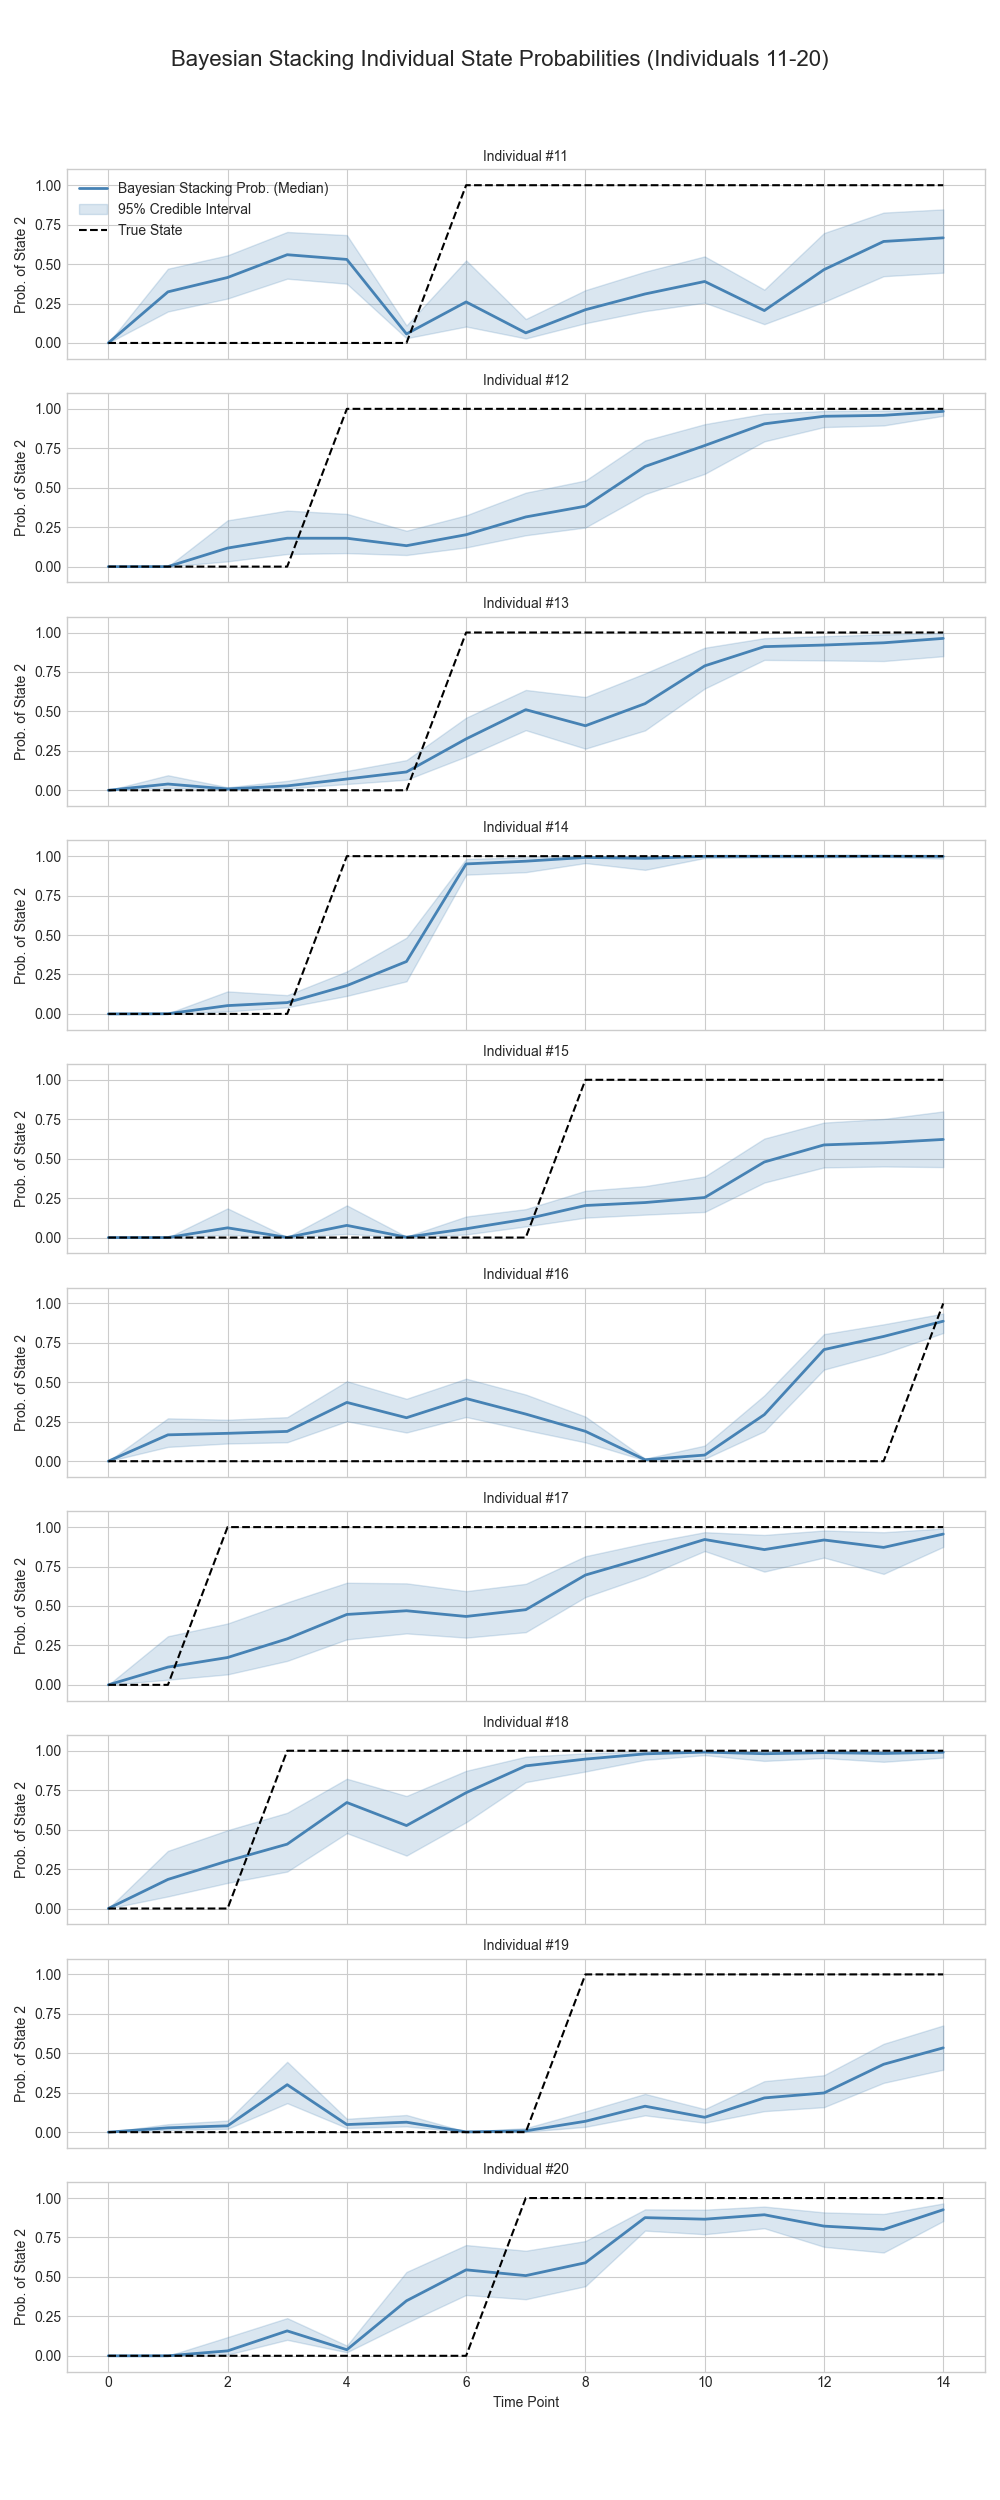 Bayesian Stacking Individual State Probabilities (Individuals 11-20)
Individual #11
Prob. of State 2
1.00
0.75
0.50
0.25
0.00
Bayesian Stacking Prob. (Median)
95% Credible Interval
True State
Individual #12
Prob. of State 2
1.00
0.75
0.50
0.25
0.00
Individual #13
Prob. of State 2
1.00
0.75
0.50
0.25
0.00
Individual #14
Prob. of State 2
1.00
0.75
0.50
0.25
0.00
Individual #15
Prob. of State 2
1.00
0.75
0.50
0.25
0.00
Individual #16
Prob. of State 2
1.00
0.75
0.50
0.25
0.00
Individual #17
Prob. of State 2
1.00
0.75
0.50
0.25
0.00
Individual #18
Prob. of State 2
1.00
0.75
0.50
0.25
0.00
Individual #19
Prob. of State 2
1.00
0.75
0.50
0.25
0.00
Individual #20
Prob. of State 2
1.00
0.75
0.50
0.25
0.00
0 2 4 6 8 10 12 14
Time Point